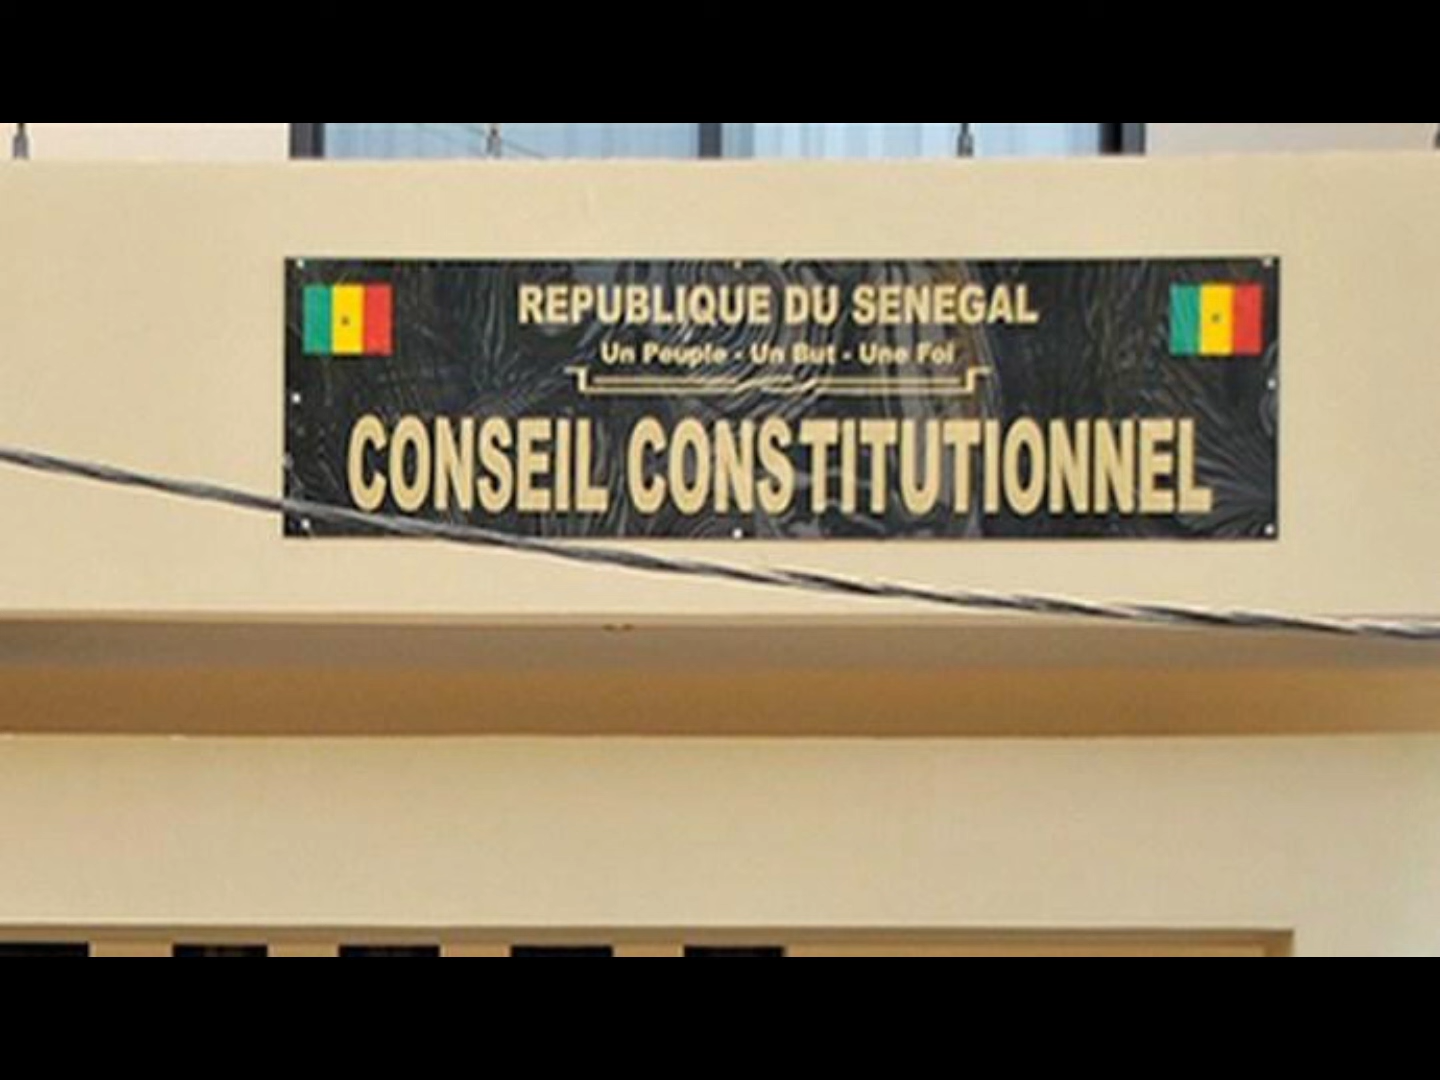 REPUBLIQUE DU SENEGAL
Un Peuple - Un But - Une Foi
CONSEIL CONSTITUTIONNEL